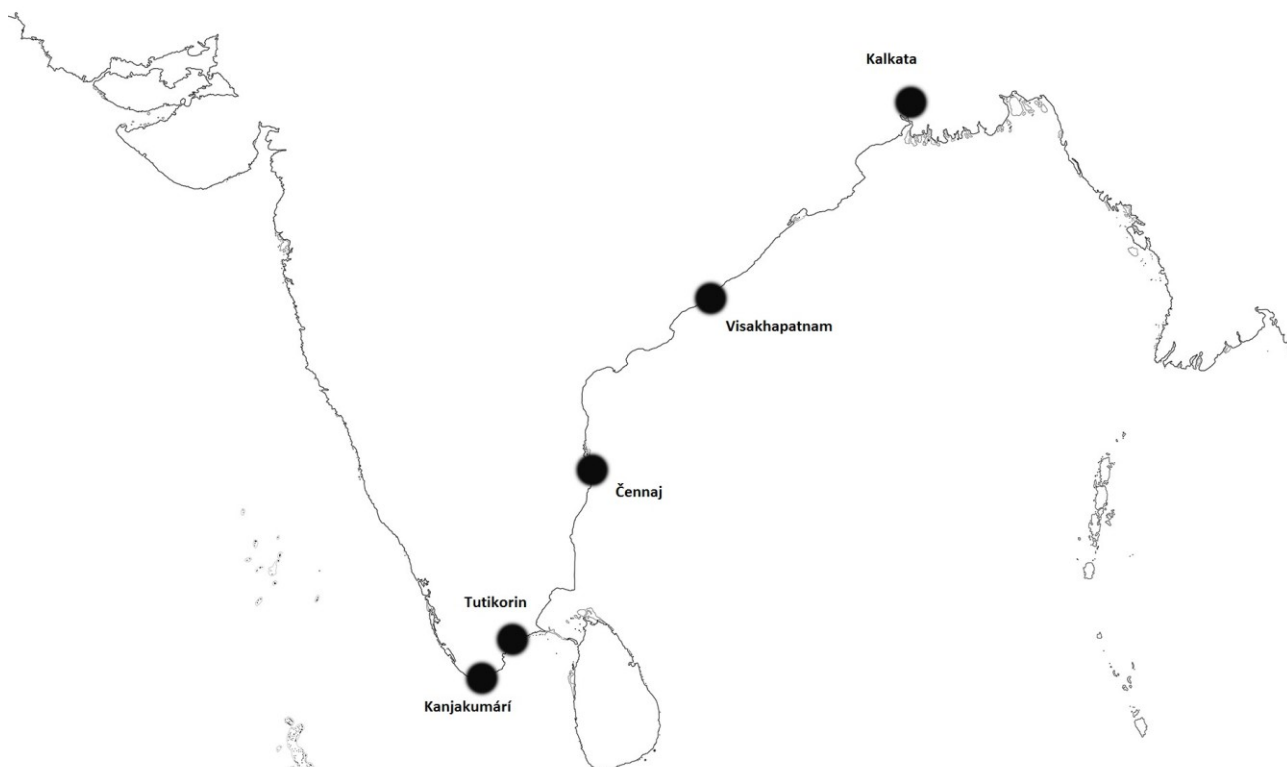 Kalkata
Visakhapatnam
Čennaj
Tutikorin
Kanjakumárí